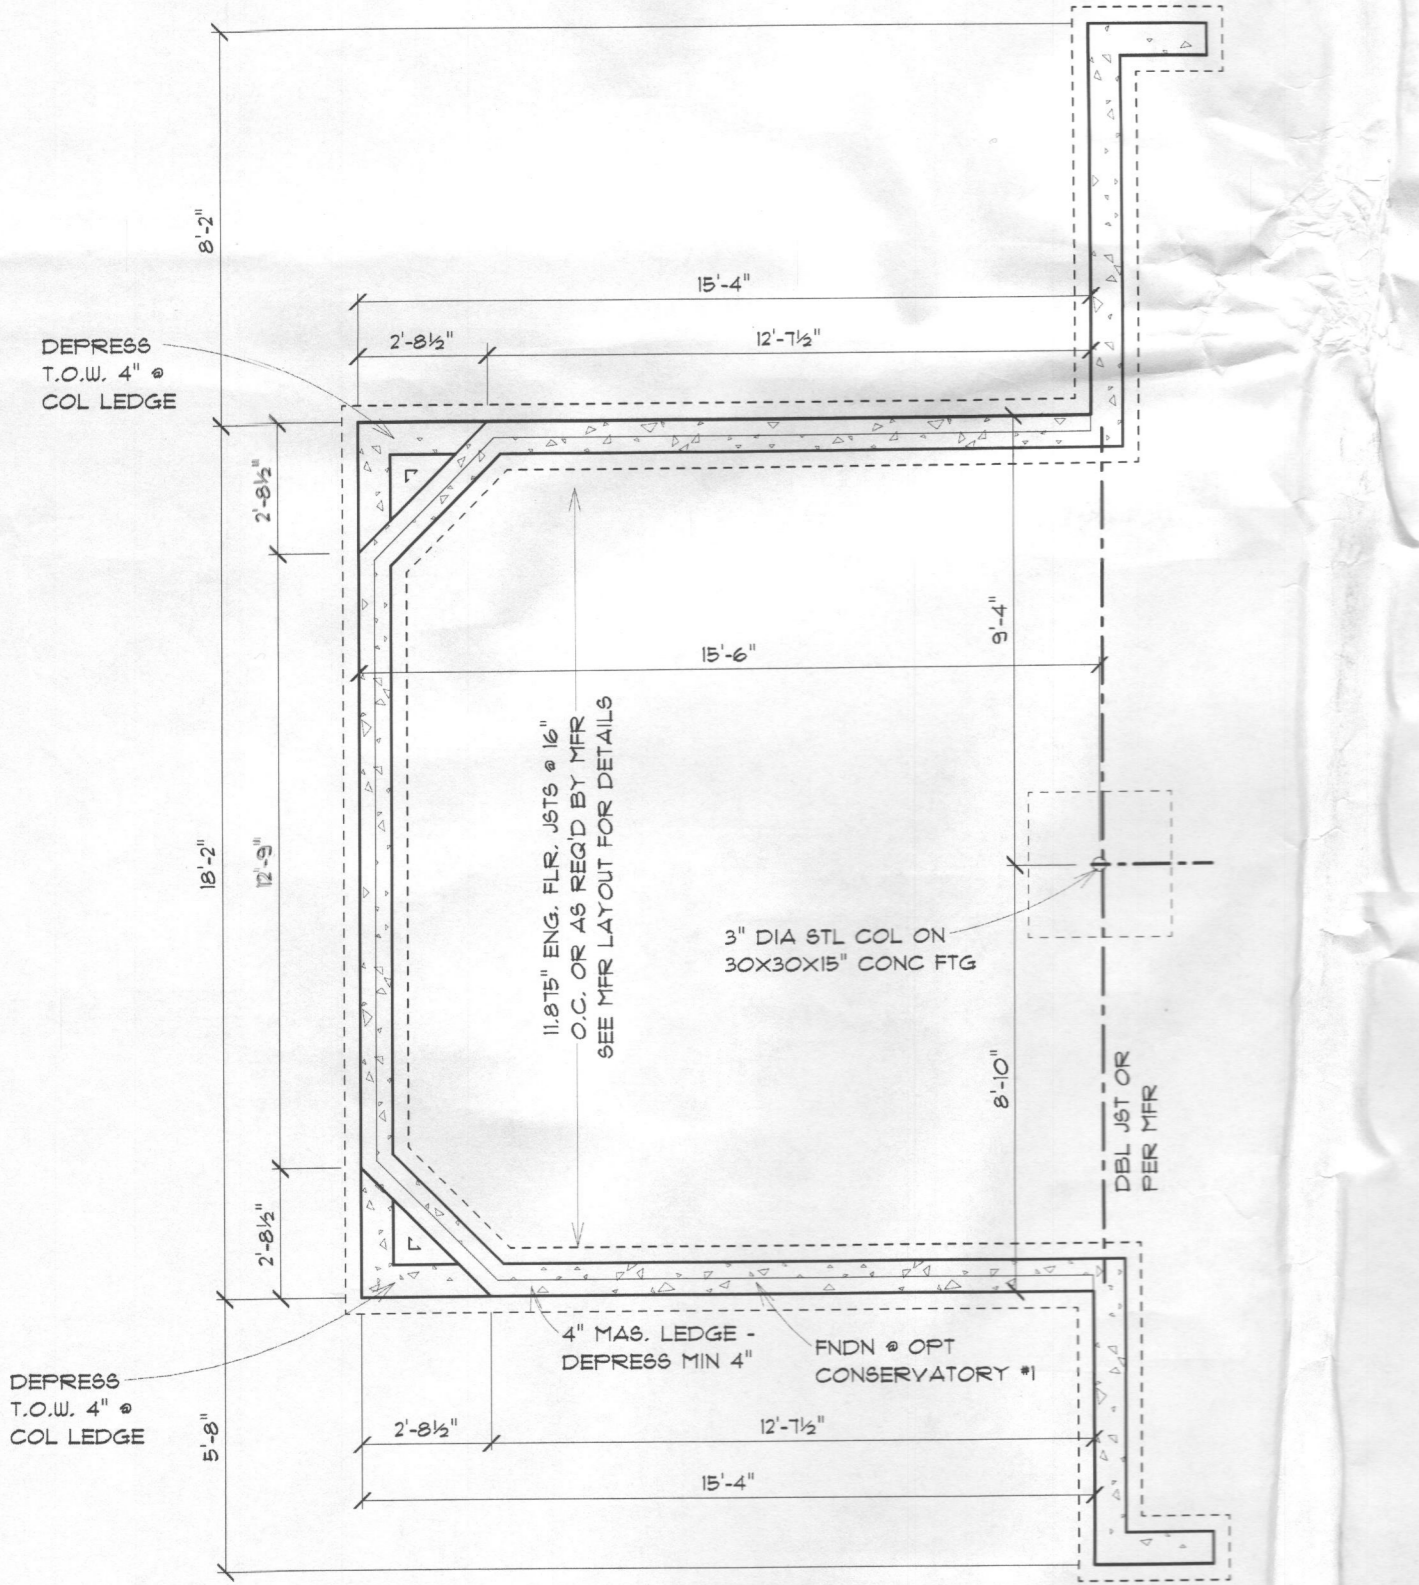 8'-2"
15'-4"
2'-8½"
12'-7½"
DEPRESS
T.O.W. 4" @
COL LEDGE
2'-8½"
9'-4"
15'-6"
11.875" ENG. FLR. JSTS @ 16"
O.C. OR AS REQ'D BY MFR
SEE MFR LAYOUT FOR DETAILS
18'-2"
12'-9"
3" DIA STL COL ON
30X30X15" CONC FTG
8'-10"
DBL JST OR
PER MFR
2'-8½"
4" MAS. LEDGE -
DEPRESS MIN 4"
FNDN @ OPT
CONSERVATORY #1
DEPRESS
T.O.W. 4" @
COL LEDGE
5'-8"
2'-8½"
12'-7½"
15'-4"